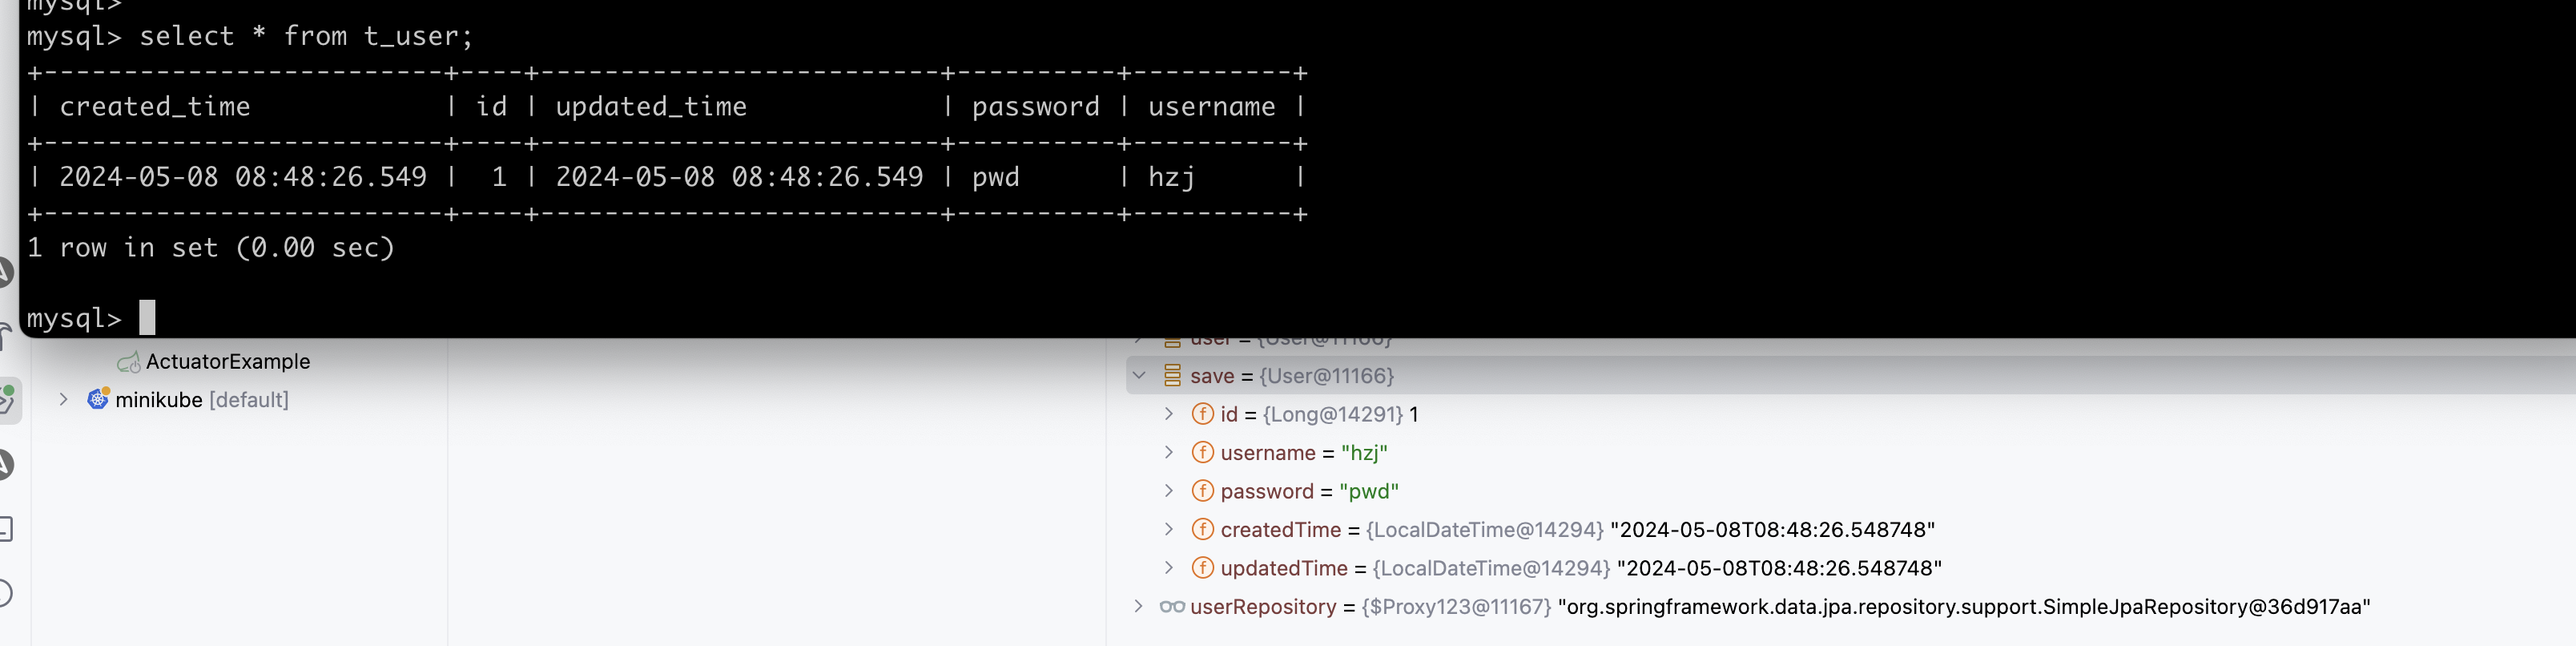 mysql>
mysql> select * from t_user;
+-------------------------+----+-------------------------+----------+----------+
| created_time            | id | updated_time            | password | username |
+-------------------------+----+-------------------------+----------+----------+
| 2024-05-08 08:48:26.549 |  1 | 2024-05-08 08:48:26.549 | pwd      | hzj      |
+-------------------------+----+-------------------------+----------+----------+
1 row in set (0.00 sec)
mysql>
user = {User@11166}
ActuatorExample
save = {User@11166}
minikube [default]
id = {Long@14291} 1
username = "hzj"
password = "pwd"
createdTime = {LocalDateTime@14294} "2024-05-08T08:48:26.548748"
updatedTime = {LocalDateTime@14294} "2024-05-08T08:48:26.548748"
userRepository = {$Proxy123@11167} "org.springframework.data.jpa.repository.support.SimpleJpaRepository@36d917aa"